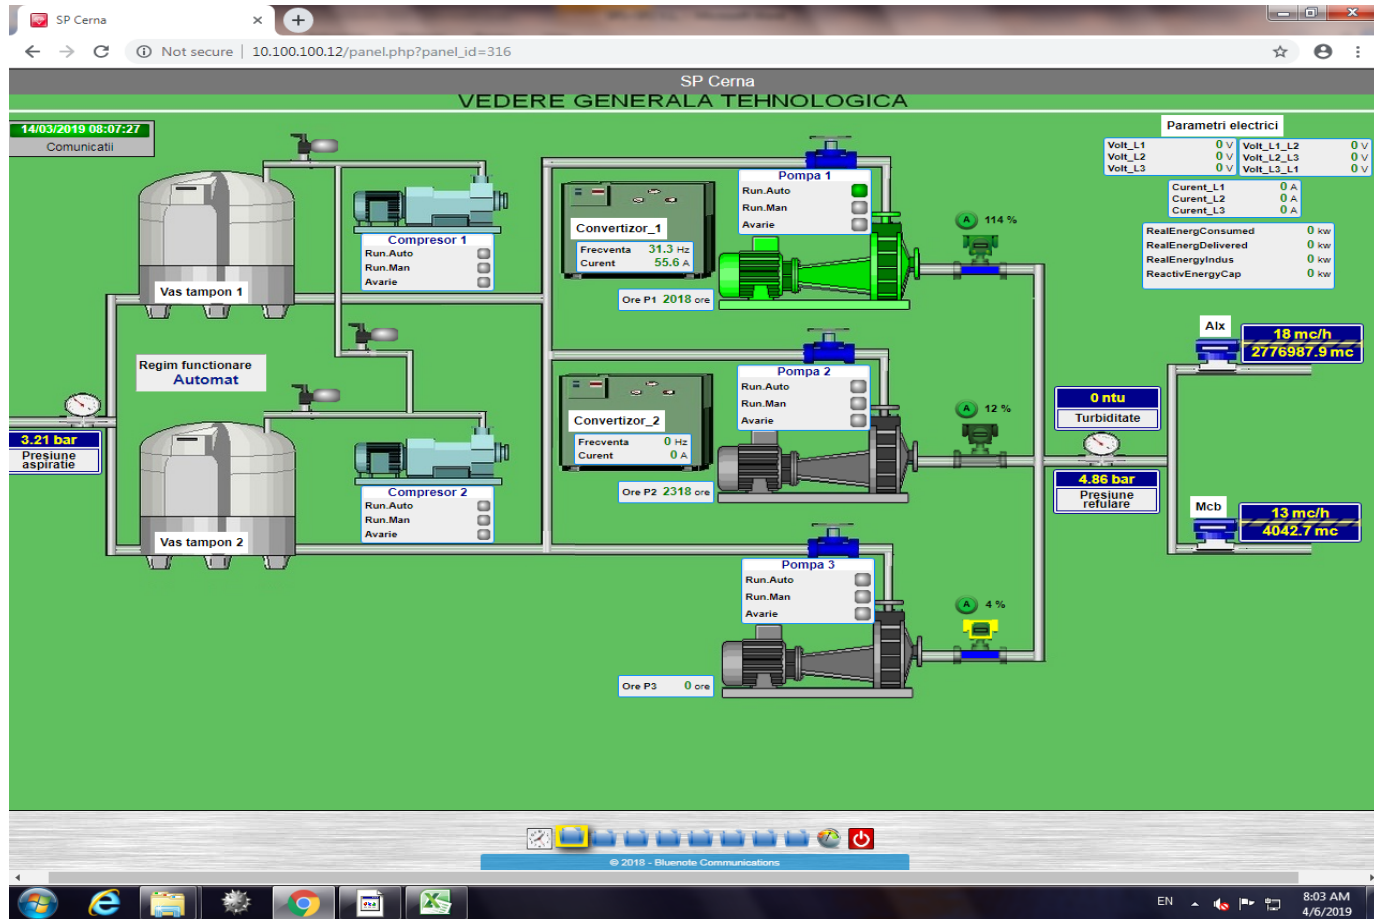 SP Cerna
Not secure | 10.100.100.12/panel.php?panel_id=316
SP Cerna
VEDERE GENERALA TEHNOLOGICA
14/03/2019 08:07:27
Comunicatii
Parametri electrici
Volt_L1 0 V
Volt_L2 0 V
Volt_L3 0 V
Volt_L1_L2 0 V
Volt_L2_L3 0 V
Volt_L3_L1 0 V
Curent_L1 0 A
Curent_L2 0 A
Curent_L3 0 A
RealEnergConsumed 0 kw
RealEnergDelivered 0 kw
RealEnergyIndus 0 kw
ReactivEnergyCap 0 kw
Pompa 1
Run.Auto
Run.Man
Avarie
Convertizor_1
Frecventa 31.3 Hz
Curent 55.6 A
Ore P1 2018 ore
A 114 %
Compresor 1
Run.Auto
Run.Man
Avarie
Vas tampon 1
Regim functionare
Automat
3.21 bar
Presiune
aspiratie
Pompa 2
Run.Auto
Run.Man
Avarie
Convertizor_2
Frecventa 0 Hz
Curent 0 A
Ore P2 2318 ore
A 12 %
Compresor 2
Run.Auto
Run.Man
Avarie
Vas tampon 2
Alx
18 mc/h
2776987.9 mc
0 ntu
Turbiditate
4.86 bar
Presiune
refulare
Mcb
13 mc/h
4042.7 mc
Pompa 3
Run.Auto
Run.Man
Avarie
A 4 %
Ore P3 0 ore
© 2018 - Bluenote Communications
EN
8:03 AM
4/6/2019